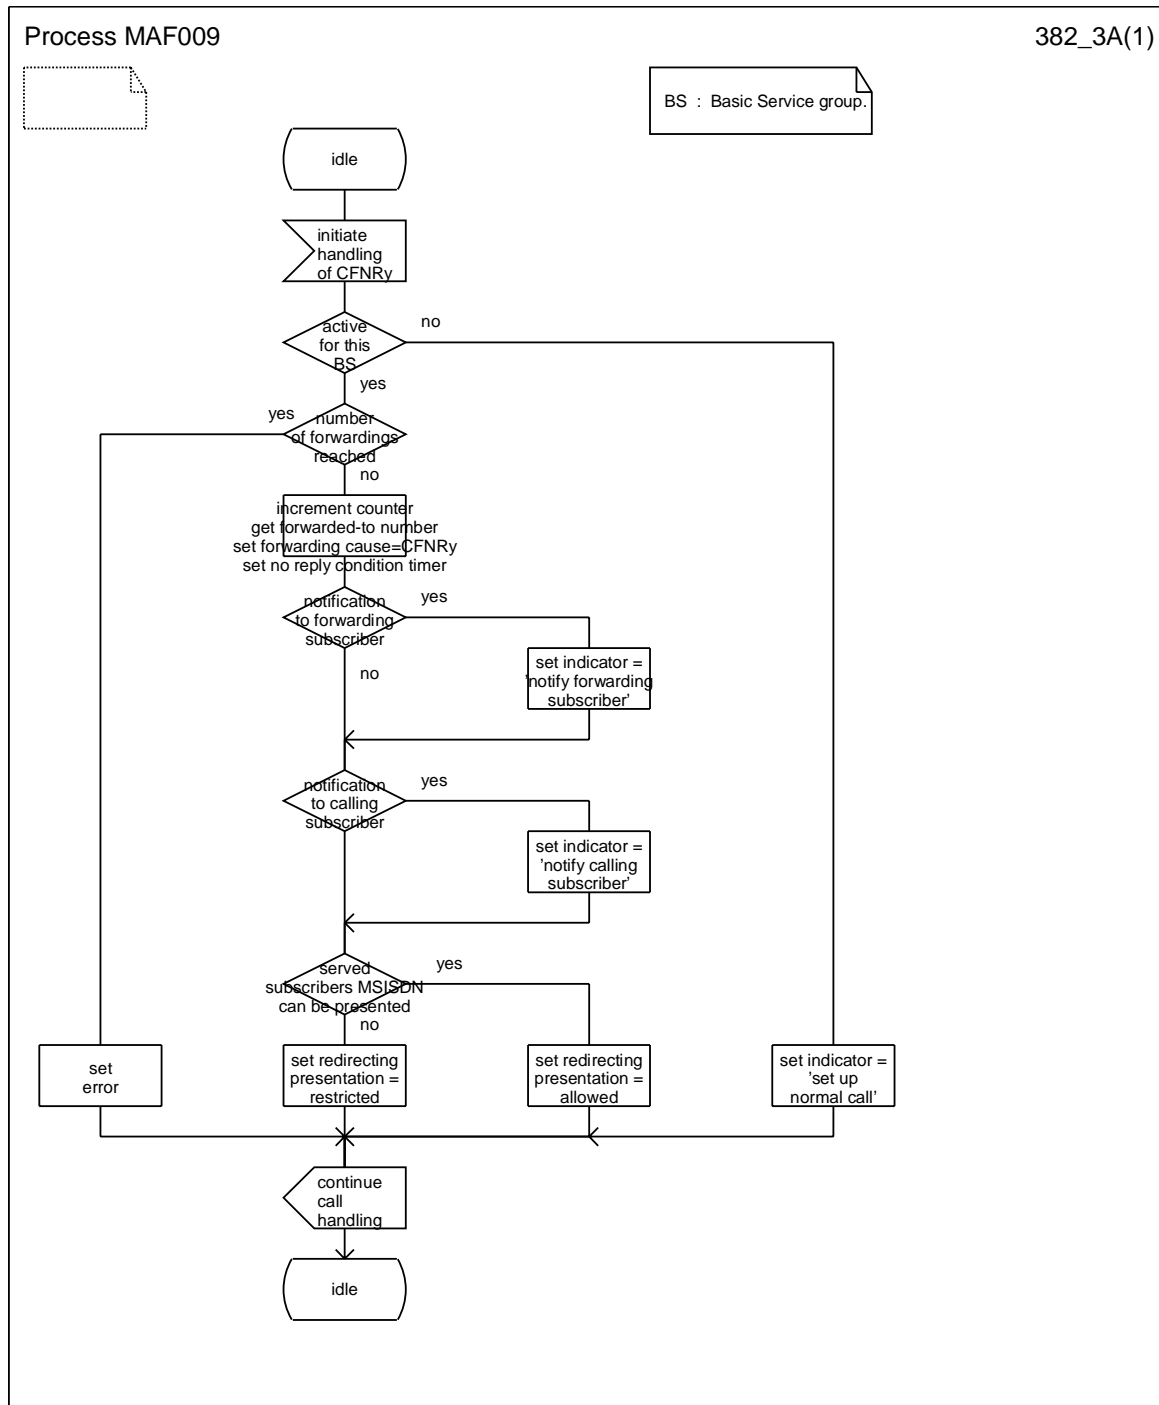 Process MAF009
382_3A(1)
BS : Basic Service group.
idle
initiate
handling
of CFNRy
active
for this
BS
no
yes
number
of forwardings
reached
yes
no
increment counter
get forwarded-to number
set forwarding cause=CFNRy
set no reply condition timer
notification
to forwarding
subscriber
yes
no
set indicator =
'notify forwarding
subscriber’
notification
to calling
subscriber
yes
set indicator =
’notify calling
subscriber’
served
subscribers MSISDN
can be presented
yes
no
set
error
set redirecting
presentation =
restricted
set redirecting
presentation =
allowed
set indicator =
’set up
normal call’
continue
call
handling
idle